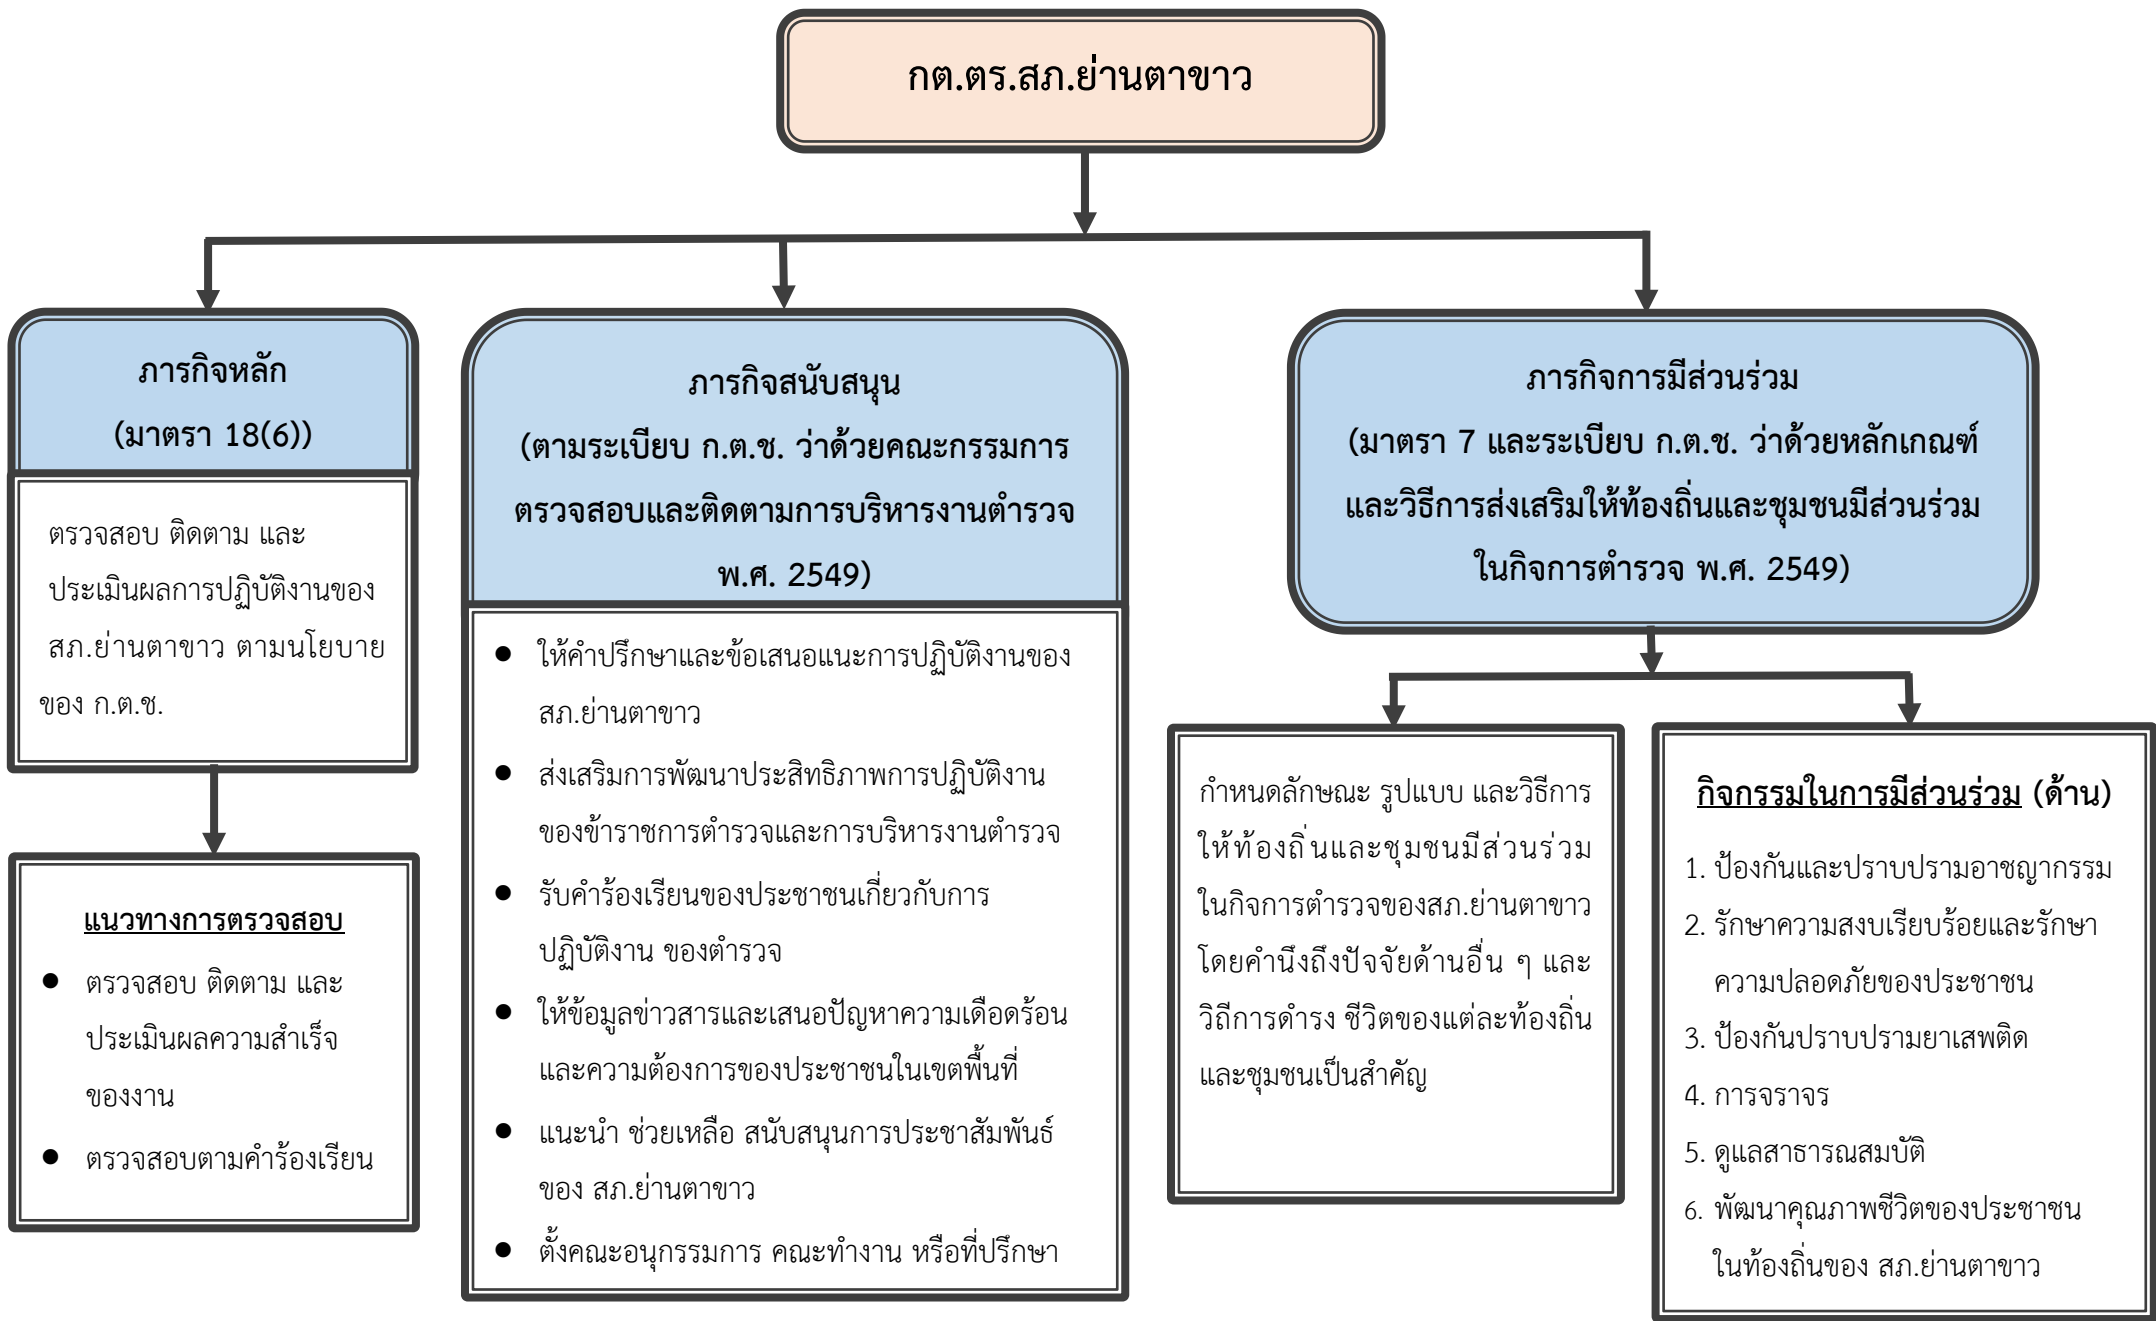 กต.ตร.สภ.ย่านตาขาว
ภารกิจหลัก
(มาตรา 18(6))
ตรวจสอบ ติดตาม และ
ประเมินผลการปฏิบัติงานของ
สภ.ย่านตาขาว ตามนโยบาย
ของ ก.ต.ช.
แนวทางการตรวจสอบ
● ตรวจสอบ ติดตาม และ
ประเมินผลความสำเร็จ
ของงาน
● ตรวจสอบตามคำร้องเรียน
ภารกิจสนับสนุน
(ตามระเบียบ ก.ต.ช. ว่าด้วยคณะกรรมการ
ตรวจสอบและติดตามการบริหารงานตำรวจ
พ.ศ. 2549)
● ให้คำปรึกษาและข้อเสนอแนะการปฏิบัติงานของ
สภ.ย่านตาขาว
● ส่งเสริมการพัฒนาประสิทธิภาพการปฏิบัติงาน
ของข้าราชการตำรวจและการบริหารงานตำรวจ
● รับคำร้องเรียนของประชาชนเกี่ยวกับการ
ปฏิบัติงาน ของตำรวจ
● ให้ข้อมูลข่าวสารและเสนอปัญหาความเดือดร้อน
และความต้องการของประชาชนในเขตพื้นที่
● แนะนำ ช่วยเหลือ สนับสนุนการประชาสัมพันธ์
ของ สภ.ย่านตาขาว
● ตั้งคณะอนุกรรมการ คณะทำงาน หรือที่ปรึกษา
ภารกิจการมีส่วนร่วม
(มาตรา 7 และระเบียบ ก.ต.ช. ว่าด้วยหลักเกณฑ์
และวิธีการส่งเสริมให้ท้องถิ่นและชุมชนมีส่วนร่วม
ในกิจการตำรวจ พ.ศ. 2549)
กำหนดลักษณะ รูปแบบ และวิธีการ
ให้ท้องถิ่นและชุมชนมีส่วนร่วม
ในกิจการตำรวจของสภ.ย่านตาขาว
โดยคำนึงถึงปัจจัยด้านอื่น ๆ และ
วิถีการดำรง ชีวิตของแต่ละท้องถิ่น
และชุมชนเป็นสำคัญ
กิจกรรมในการมีส่วนร่วม (ด้าน)
1. ป้องกันและปราบปรามอาชญากรรม
2. รักษาความสงบเรียบร้อยและรักษา
ความปลอดภัยของประชาชน
3. ป้องกันปราบปรามยาเสพติด
4. การจราจร
5. ดูแลสาธารณสมบัติ
6. พัฒนาคุณภาพชีวิตของประชาชน
ในท้องถิ่นของ สภ.ย่านตาขาว